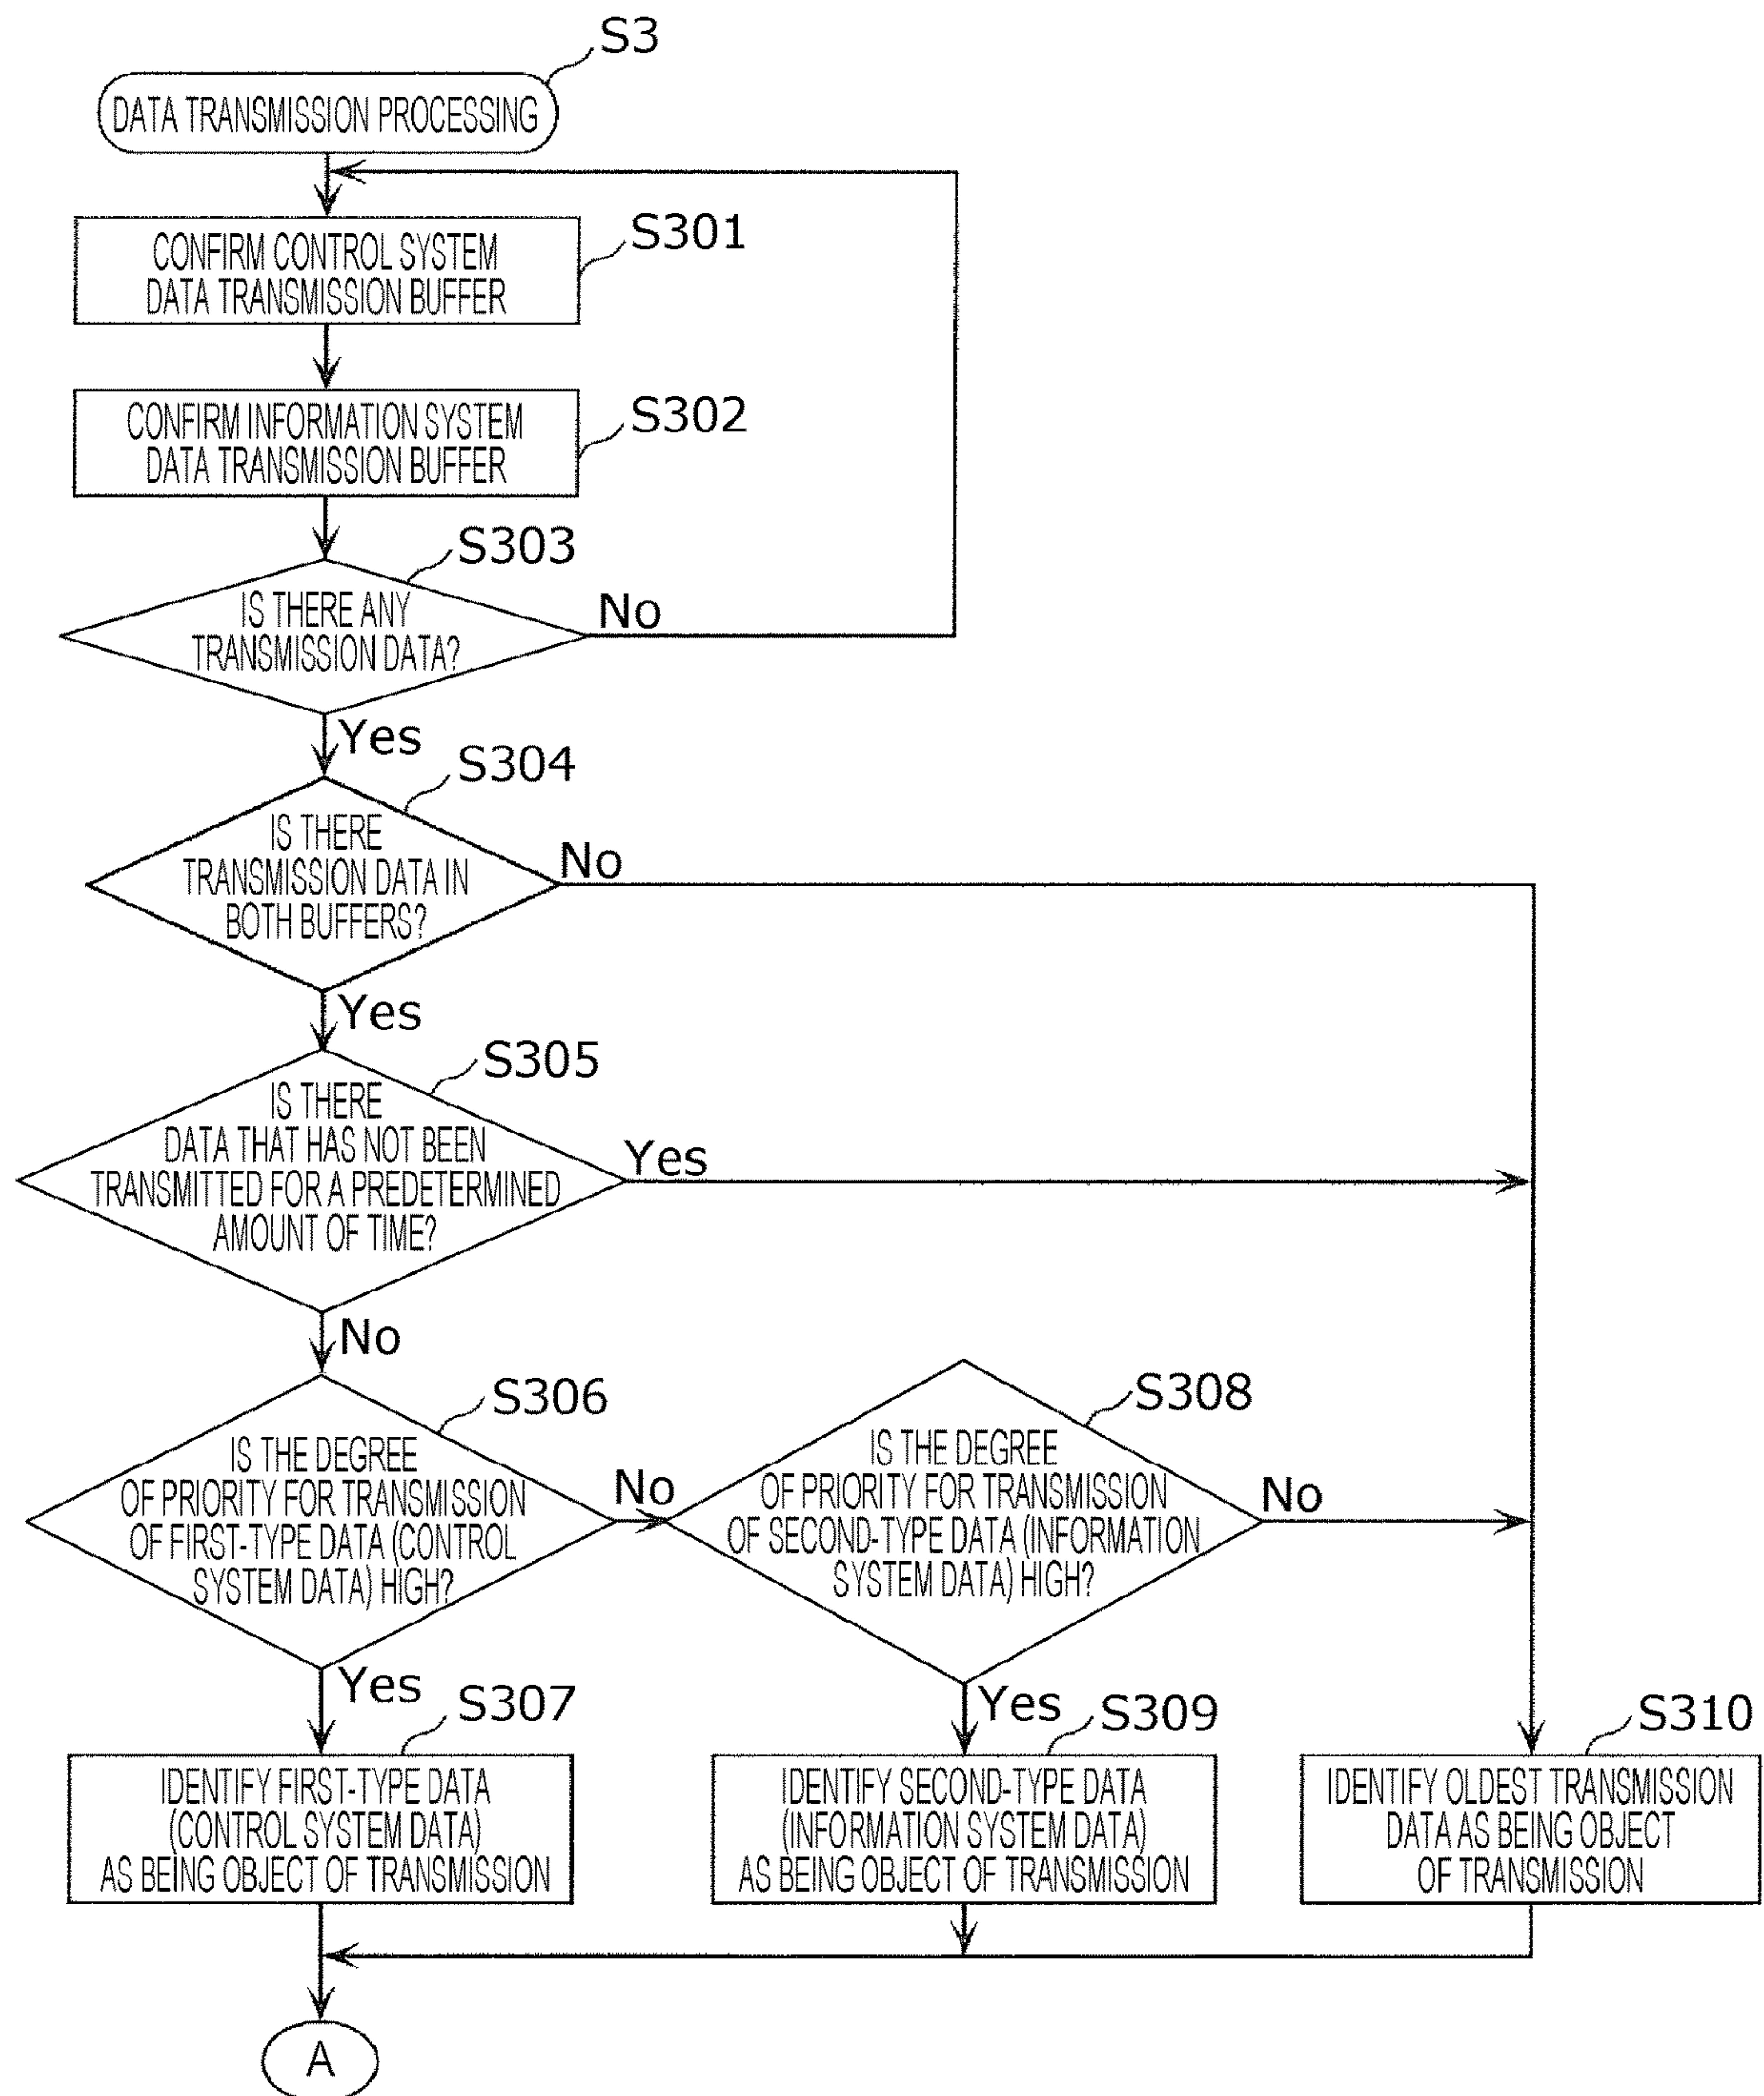 S3
DATA TRANSMISSION PROCESSING
S301
CONFIRM CONTROL SYSTEM
DATA TRANSMISSION BUFFER
S302
CONFIRM INFORMATION SYSTEM
DATA TRANSMISSION BUFFER
S303
IS THERE ANY
TRANSMISSION DATA?
No
Yes
S304
IS THERE
TRANSMISSION DATA IN
BOTH BUFFERS?
No
Yes
S305
IS THERE
DATA THAT HAS NOT BEEN
TRANSMITTED FOR A PREDETERMINED
AMOUNT OF TIME?
Yes
No
S306
IS THE DEGREE
OF PRIORITY FOR TRANSMISSION
OF FIRST-TYPE DATA (CONTROL
SYSTEM DATA) HIGH?
No
Yes
S308
IS THE DEGREE
OF PRIORITY FOR TRANSMISSION
OF SECOND-TYPE DATA (INFORMATION
SYSTEM DATA) HIGH?
No
Yes
S307
IDENTIFY FIRST-TYPE DATA
(CONTROL SYSTEM DATA)
AS BEING OBJECT OF TRANSMISSION
S309
IDENTIFY SECOND-TYPE DATA
(INFORMATION SYSTEM DATA)
AS BEING OBJECT OF TRANSMISSION
S310
IDENTIFY OLDEST TRANSMISSION
DATA AS BEING OBJECT
OF TRANSMISSION
A